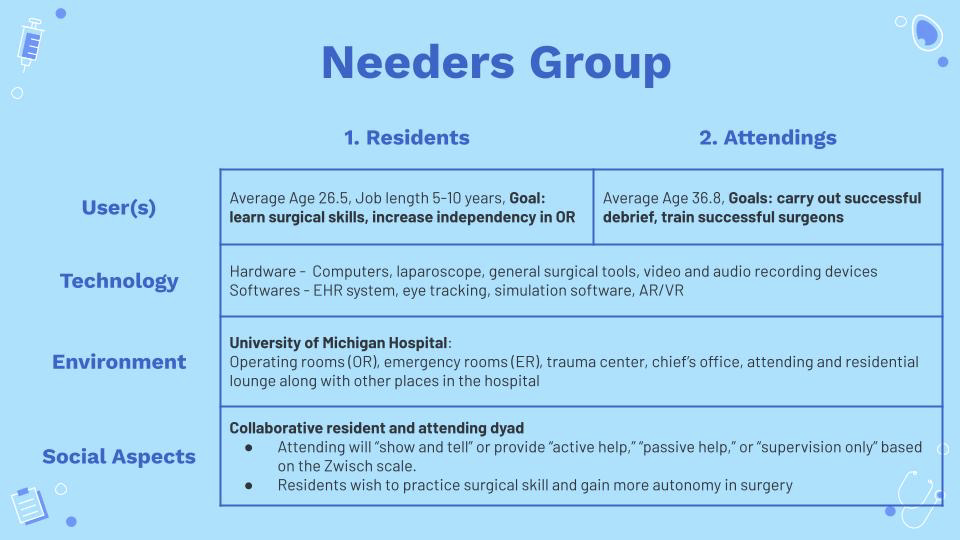 Needers Group
1. Residents
2. Attendings
User(s)
Average Age 26.5, Job length 5-10 years, Goal:
learn surgical skills, increase independency in OR
Average Age 36.8, Goals: carry out successful
debrief, train successful surgeons
Technology
Hardware - Computers, laparoscope, general surgical tools, video and audio recording devices
Softwares - EHR system, eye tracking, simulation software, AR/VR
Environment
University of Michigan Hospital:
Operating rooms (OR), emergency rooms (ER), trauma center, chief's office, attending and residential
lounge along with other places in the hospital
Social Aspects
Collaborative resident and attending dyad
● Attending will “show and tell” or provide “active help,” “passive help,” or “supervision only” based
on the Zwisch scale.
● Residents wish to practice surgical skill and gain more autonomy in surgery